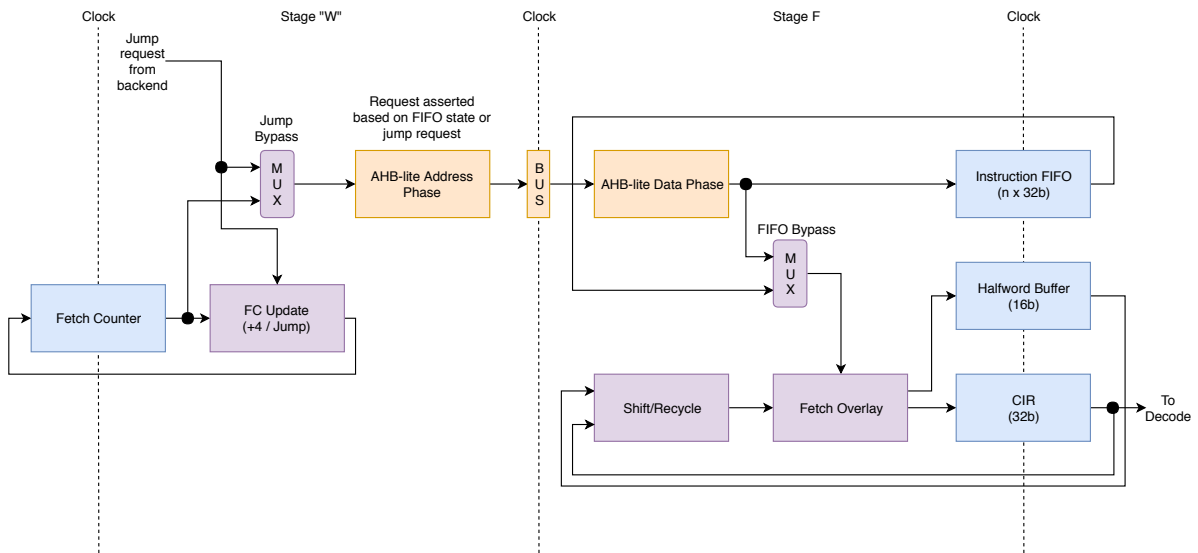 Clock
Stage "W"
Clock
Stage F
Clock
Jump
request
from
backend
Request asserted
based on FIFO state or
jump request
Jump
Bypass
M
U
X
AHB-lite Address
Phase
B
U
S
AHB-lite Data Phase
Instruction FIFO
(n x 32b)
FIFO Bypass
M
U
X
Halfword Buffer
(16b)
Fetch Counter
FC Update
(+4 / Jump)
Shift/Recycle
Fetch Overlay
CIR
(32b)
To
Decode